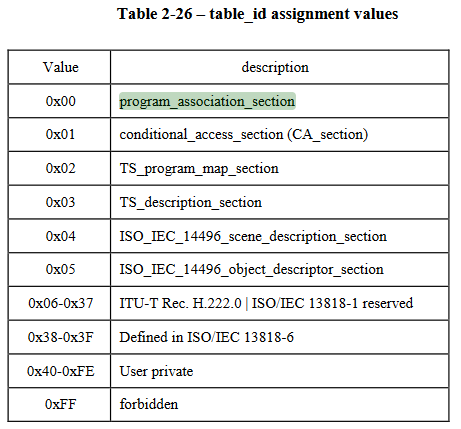 Table 2-26 – table_id assignment values
Value description
0x00 program_association_section
0x01 conditional_access_section (CA_section)
0x02 TS_program_map_section
0x03 TS_description_section
0x04 ISO_IEC_14496_scene_description_section
0x05 ISO_IEC_14496_object_descriptor_section
0x06-0x37 ITU-T Rec. H.222.0 | ISO/IEC 13818-1 reserved
0x38-0x3F Defined in ISO/IEC 13818-6
0x40-0xFE User private
0xFF forbidden